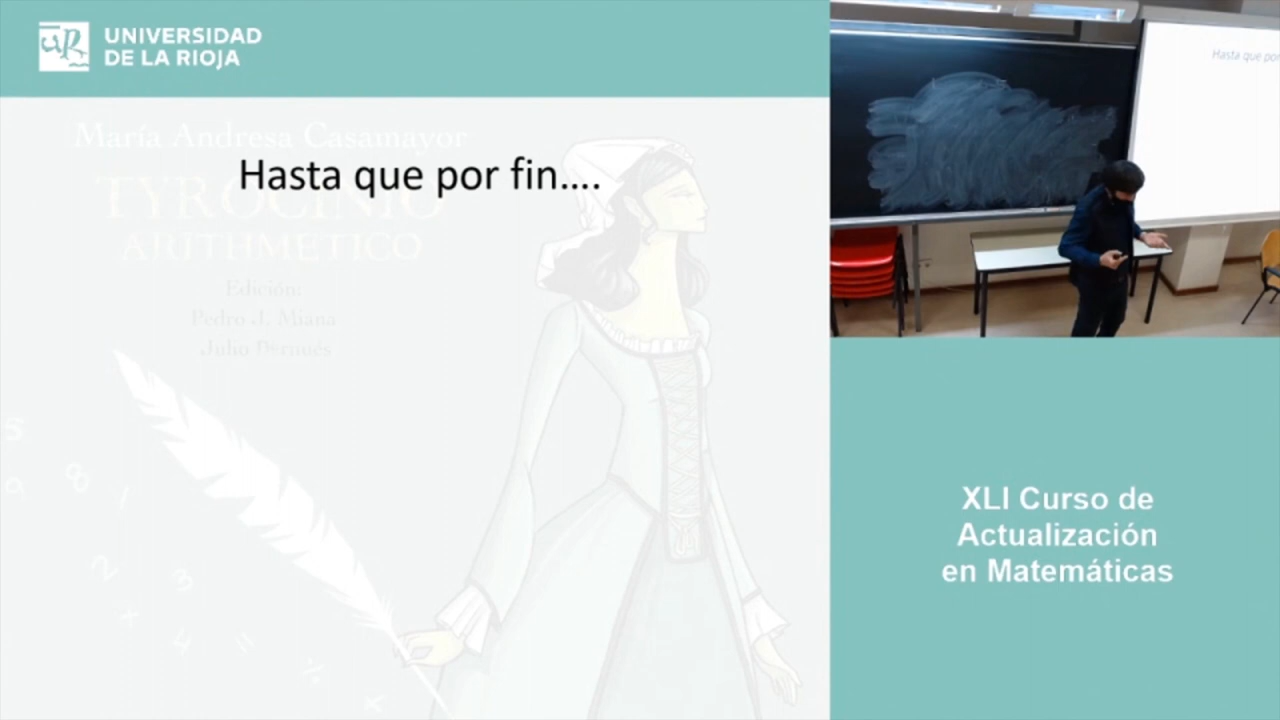 UNIVERSIDAD
DE LA RIOJA
María Andresa Casamayor
Hasta que por fin....
TYROCINIO
ARITHMETICO
Edición:
Pedro J. Miana
Julio Bernués
Hasta que por
XLI Curso de
Actualización
en Matemáticas